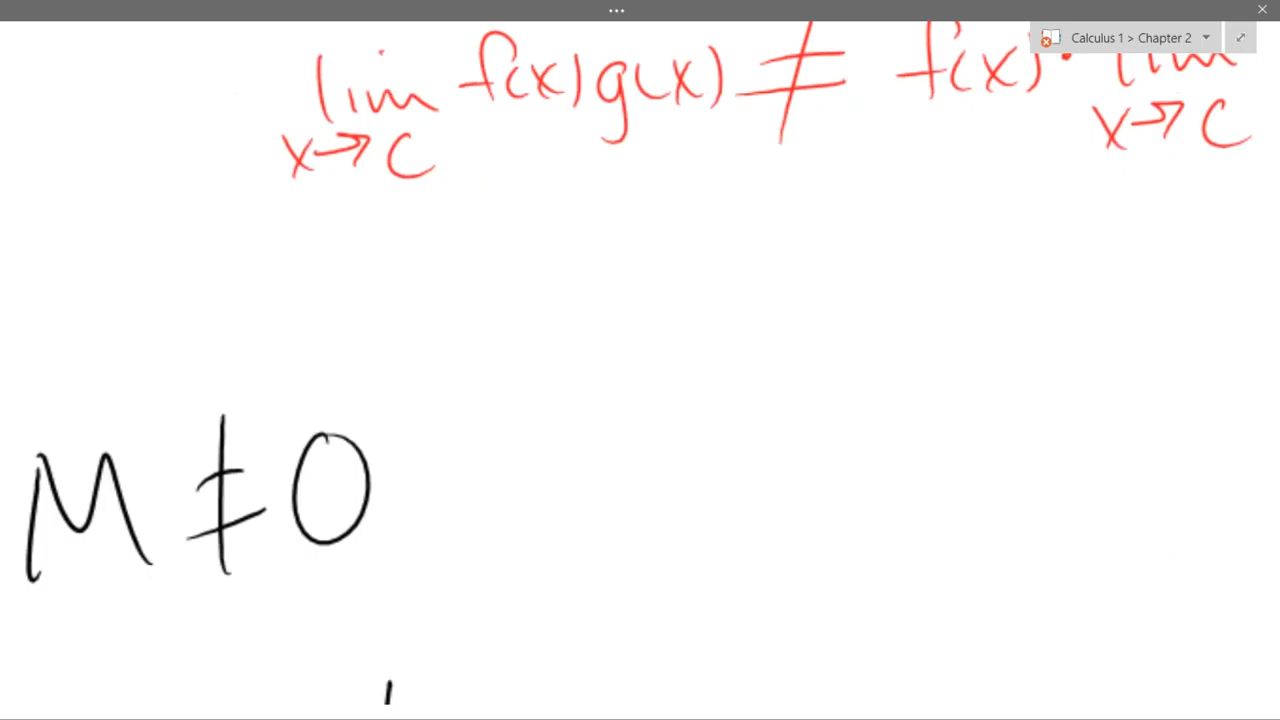 Calculus 1 > Chapter 2
lim f(x)g(x) ≠ f(x) · lim
x→c x→c
M ≠ 0